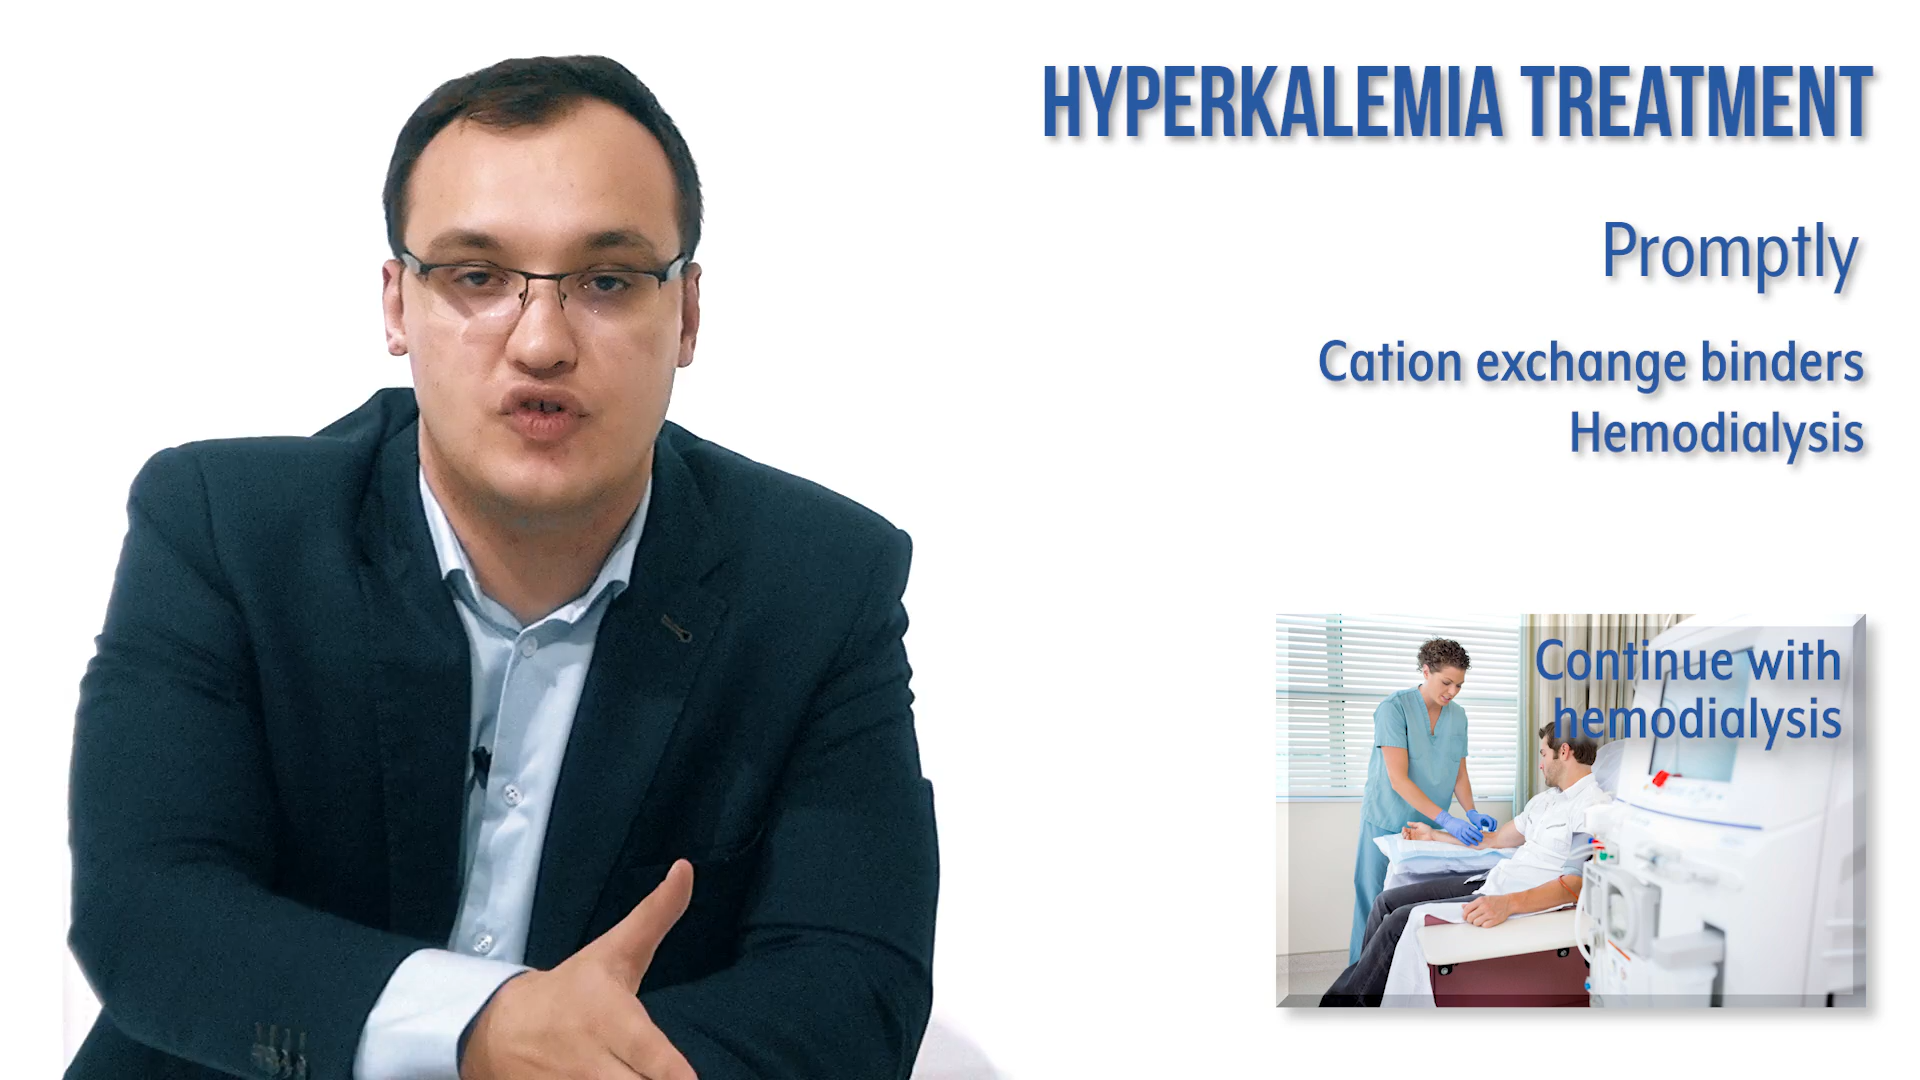 HYPERKALEMIA TREATMENT
Promptly
Cation exchange binders
Hemodialysis
Continue with
hemodialysis